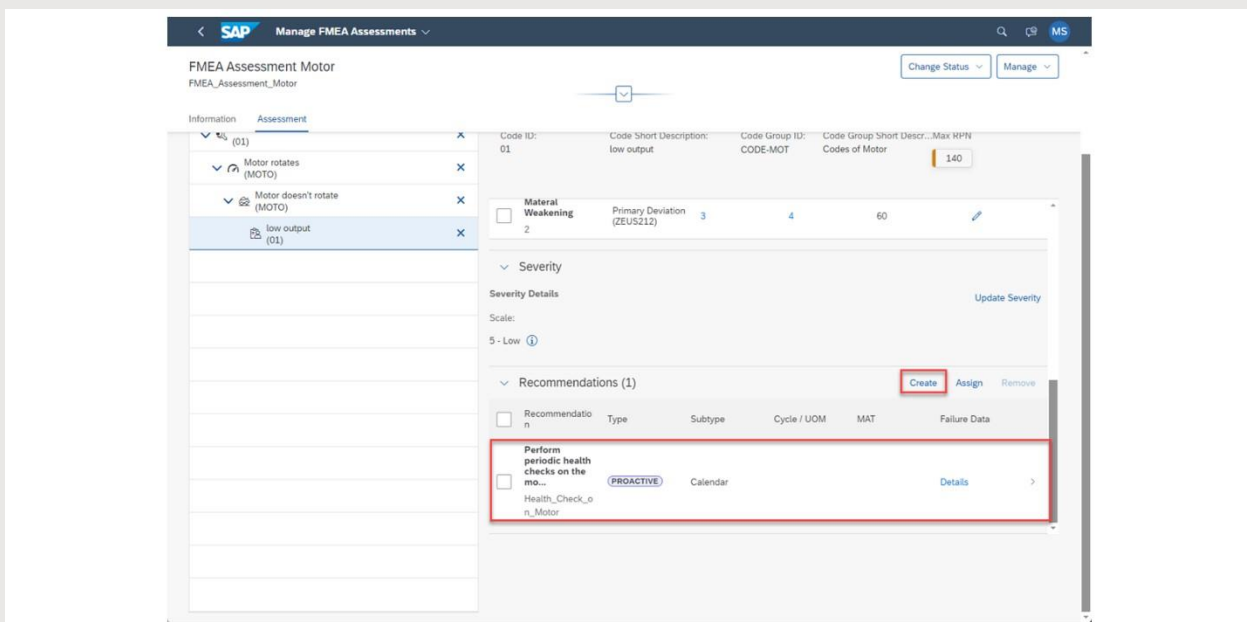 SAP Manage FMEA Assessments MS
FMEA Assessment Motor
Change Status Manage
FMEA_Assessment_Motor
Information Assessment
(01)
Motor rotates
(MOTO)
Motor doesn't rotate
(MOTO)
low output
(01)
Code ID: Code Short Description: Code Group ID: Code Group Short Descr... Max RPN
01 low output CODE-MOT Codes of Motor 140
Materal
Weakening
2
Primary Deviation
(ZEUS212)
3 4 60
Severity
Severity Details Update Severity
Scale:
5 - Low
Recommendations (1) Create Assign Remove
Recommendatio
n
Type Subtype Cycle / UOM MAT Failure Data
Perform
periodic health
checks on the
mo...
Health_Check_o
n_Motor
PROACTIVE Calendar Details